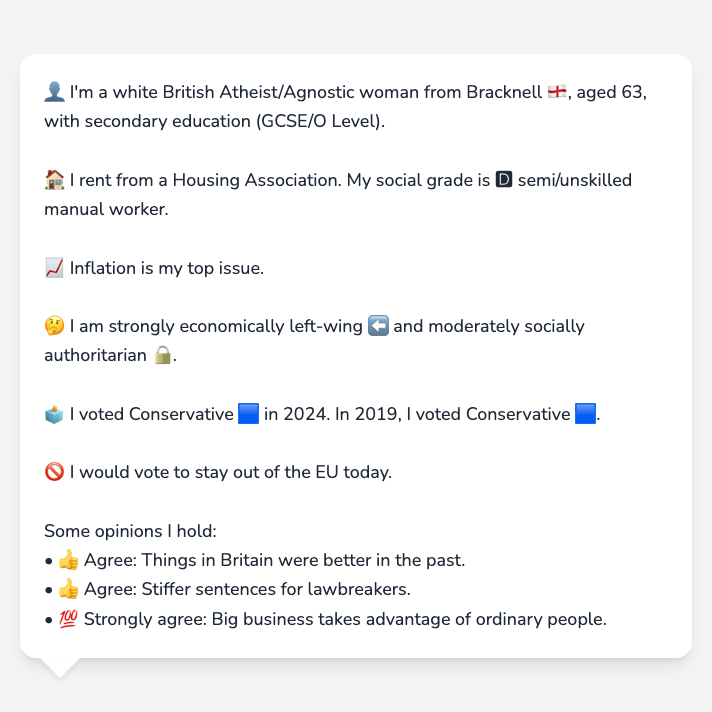 👤 I'm a white British Atheist/Agnostic woman from Bracknell 🏴󠁧󠁢󠁥󠁮󠁧󠁿, aged 63,
with secondary education (GCSE/O Level).
🏠 I rent from a Housing Association. My social grade is 🅳 semi/unskilled
manual worker.
📈 Inflation is my top issue.
🤔 I am strongly economically left-wing ⬅️ and moderately socially
authoritarian 🔒.
🗳️ I voted Conservative 🟦 in 2024. In 2019, I voted Conservative 🟦.
🚫 I would vote to stay out of the EU today.
Some opinions I hold:
• 👍 Agree: Things in Britain were better in the past.
• 👍 Agree: Stiffer sentences for lawbreakers.
• 💯 Strongly agree: Big business takes advantage of ordinary people.